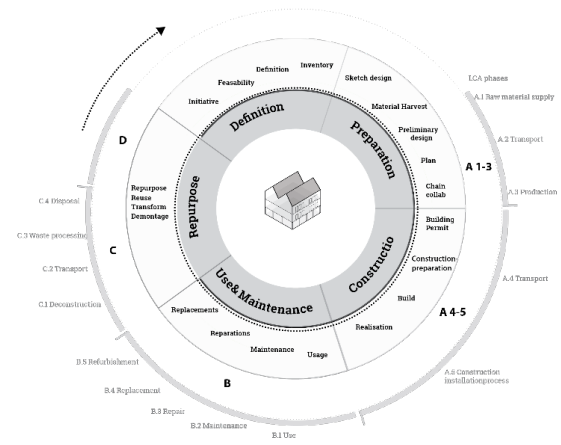 Definition
Inventory
Feasability
Initiative
Definition
Sketch design
Material Harvest
Preliminary
design
Plan
Chain
collab
Preparation
LCA phases
A.1 Raw material supply
A.2 Transport
A 1-3
A.3 Production
Building
Permit
Construction-
preparation
Build
Realisation
Constructio
A.4 Transport
A 4-5
A.5 Construction
installationprocess
Use&Maintenance
Replacements
Reparations
Maintenance
Usage
B
B.1 Use
B.2 Maintenance
B.3 Repair
B.4 Replacement
B.5 Refurbishment
Repurpose
Repurpose
Reuse
Transform
Demontage
C
C.1 Deconstruction
C.2 Transport
C.3 Waste processing
C.4 Disposal
D